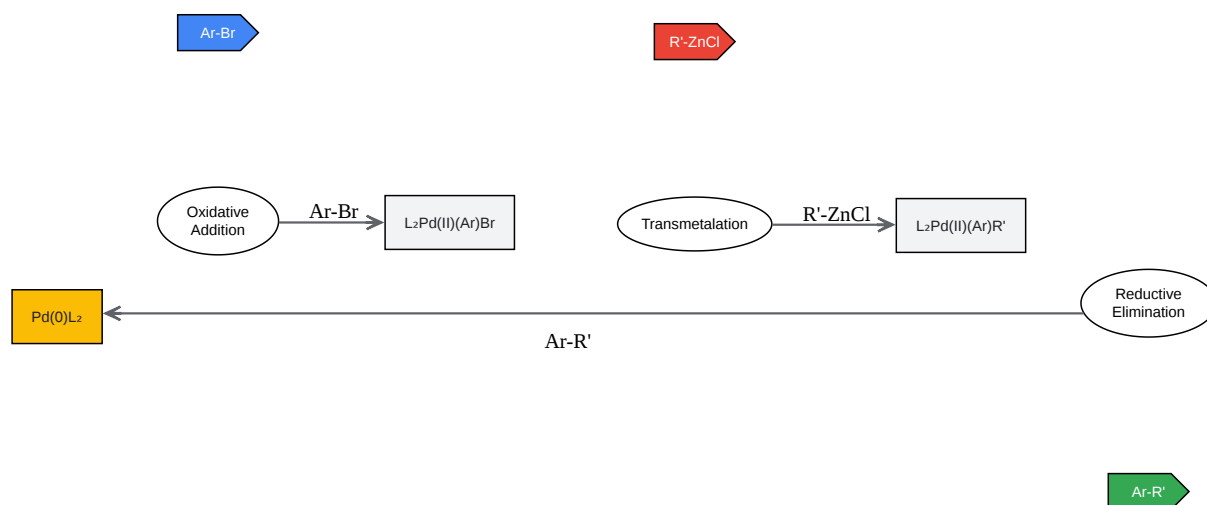 Ar-Br
R'-ZnCl
Oxidative
Addition
Ar-Br
L₂Pd(II)(Ar)Br
Transmetalation
R'-ZnCl
L₂Pd(II)(Ar)R'
Reductive
Elimination
Pd(0)L₂
Ar-R'
Ar-R'